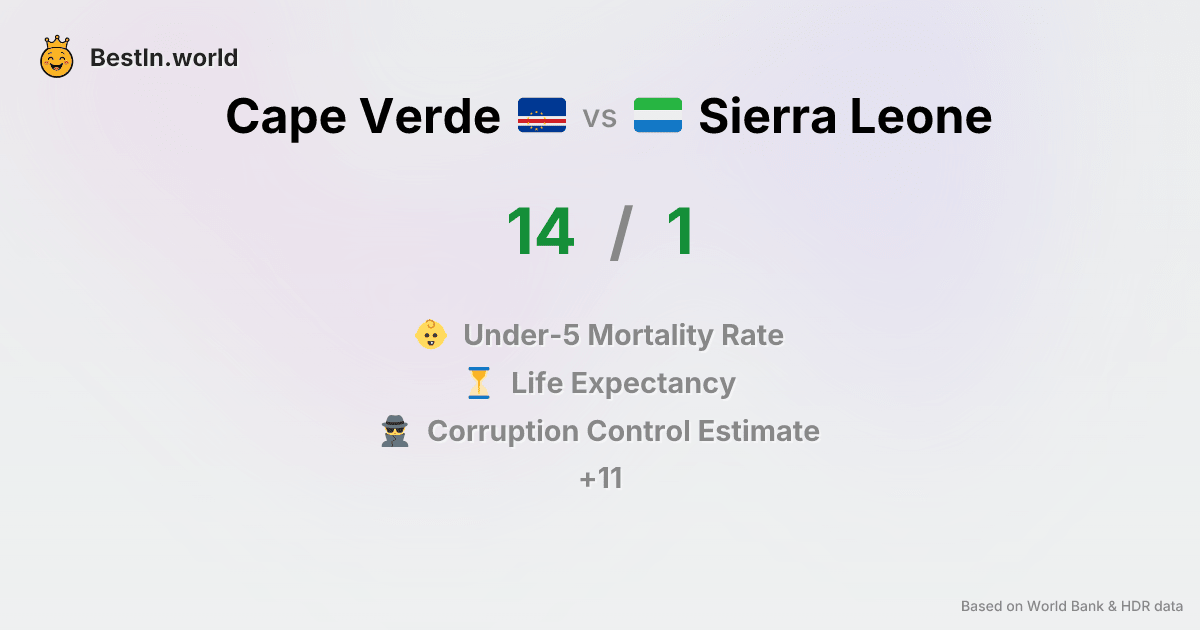 BestIn.world
Cape Verde vs Sierra Leone
14 / 1
Under-5 Mortality Rate
Life Expectancy
Corruption Control Estimate
+11
Based on World Bank & HDR data